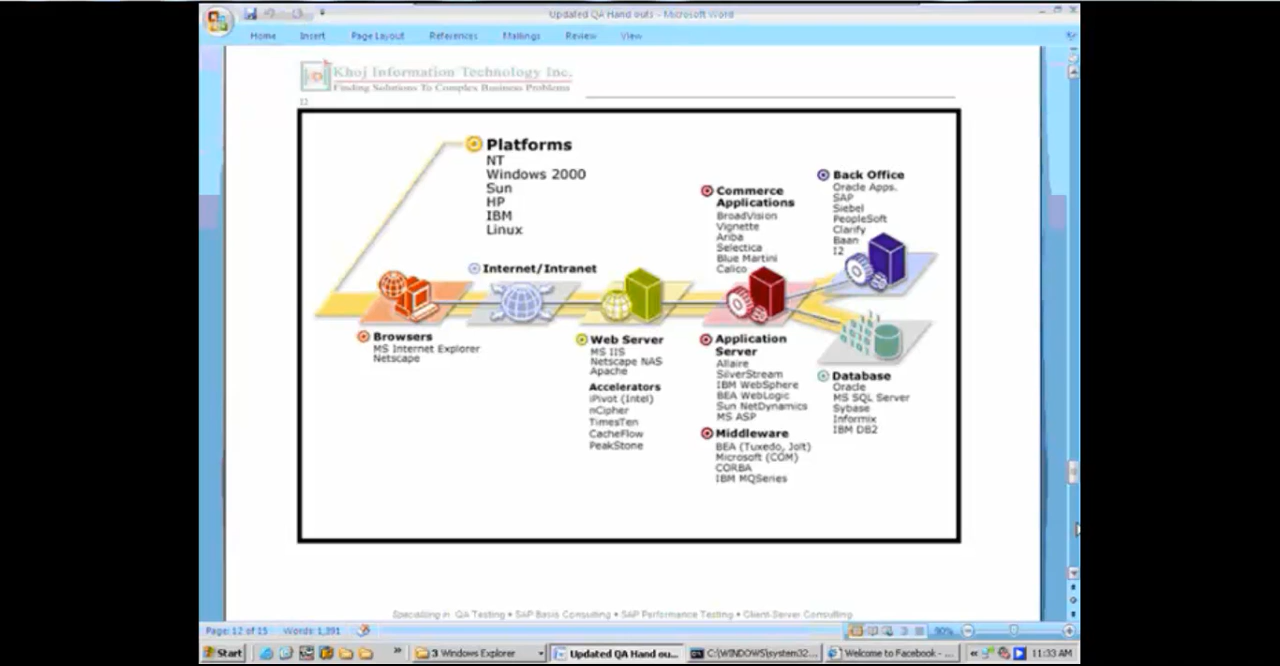 Updated QA Hand outs - Microsoft Word
Home Insert Page Layout References Mailings Review View
Khoj Information Technology Inc.
Finding Solutions To Complex Business Problems
12
Platforms
NT
Windows 2000
Sun
HP
IBM
Linux
Internet/Intranet
Commerce
Applications
BroadVision
Vignette
Ariba
Selectica
Blue Martini
Calico
Back Office
Oracle Apps.
SAP
Siebel
PeopleSoft
Clarify
Baan
I2
Browsers
MS Internet Explorer
Netscape
Web Server
MS IIS
Netscape NAS
Apache
Accelerators
iPivot (Intel)
nCipher
TimesTen
CacheFlow
PeakStone
Application
Server
Allaire
SilverStream
IBM WebSphere
BEA WebLogic
Sun NetDynamics
MS ASP
Middleware
BEA (Tuxedo, Jolt)
Microsoft (COM)
CORBA
IBM MQSeries
Database
Oracle
MS SQL Server
Sybase
Informix
IBM DB2
Specializing in QA Testing • SAP Basis Consulting • SAP Performance Testing • Client-Server Consulting
Page: 12 of 15 Words: 1,391 90%
Start 3 Windows Explorer Updated QA Hand ou... C:\WINDOWS\system32... Welcome to Facebook - ... 11:33 AM